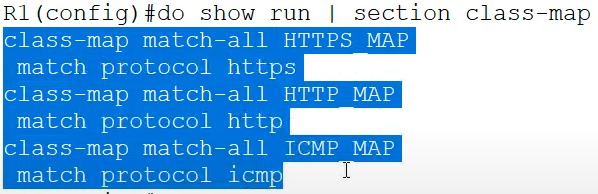 R1(config)#do show run | section class-map
class-map match-all HTTPS_MAP
match protocol https
class-map match-all HTTP_MAP
match protocol http
class-map match-all ICMP_MAP
match protocol icmp